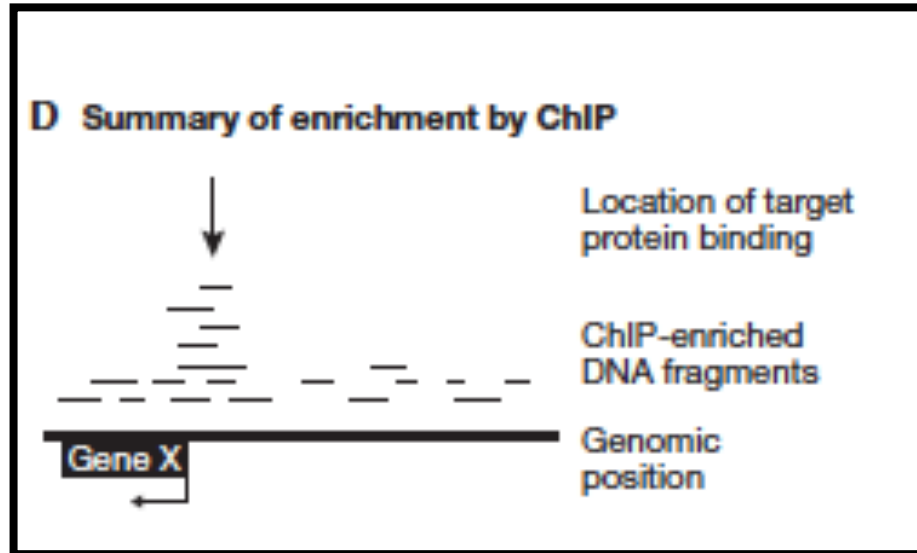 D Summary of enrichment by ChIP
Location of target
protein binding
ChIP-enriched
DNA fragments
Gene X
Genomic
position